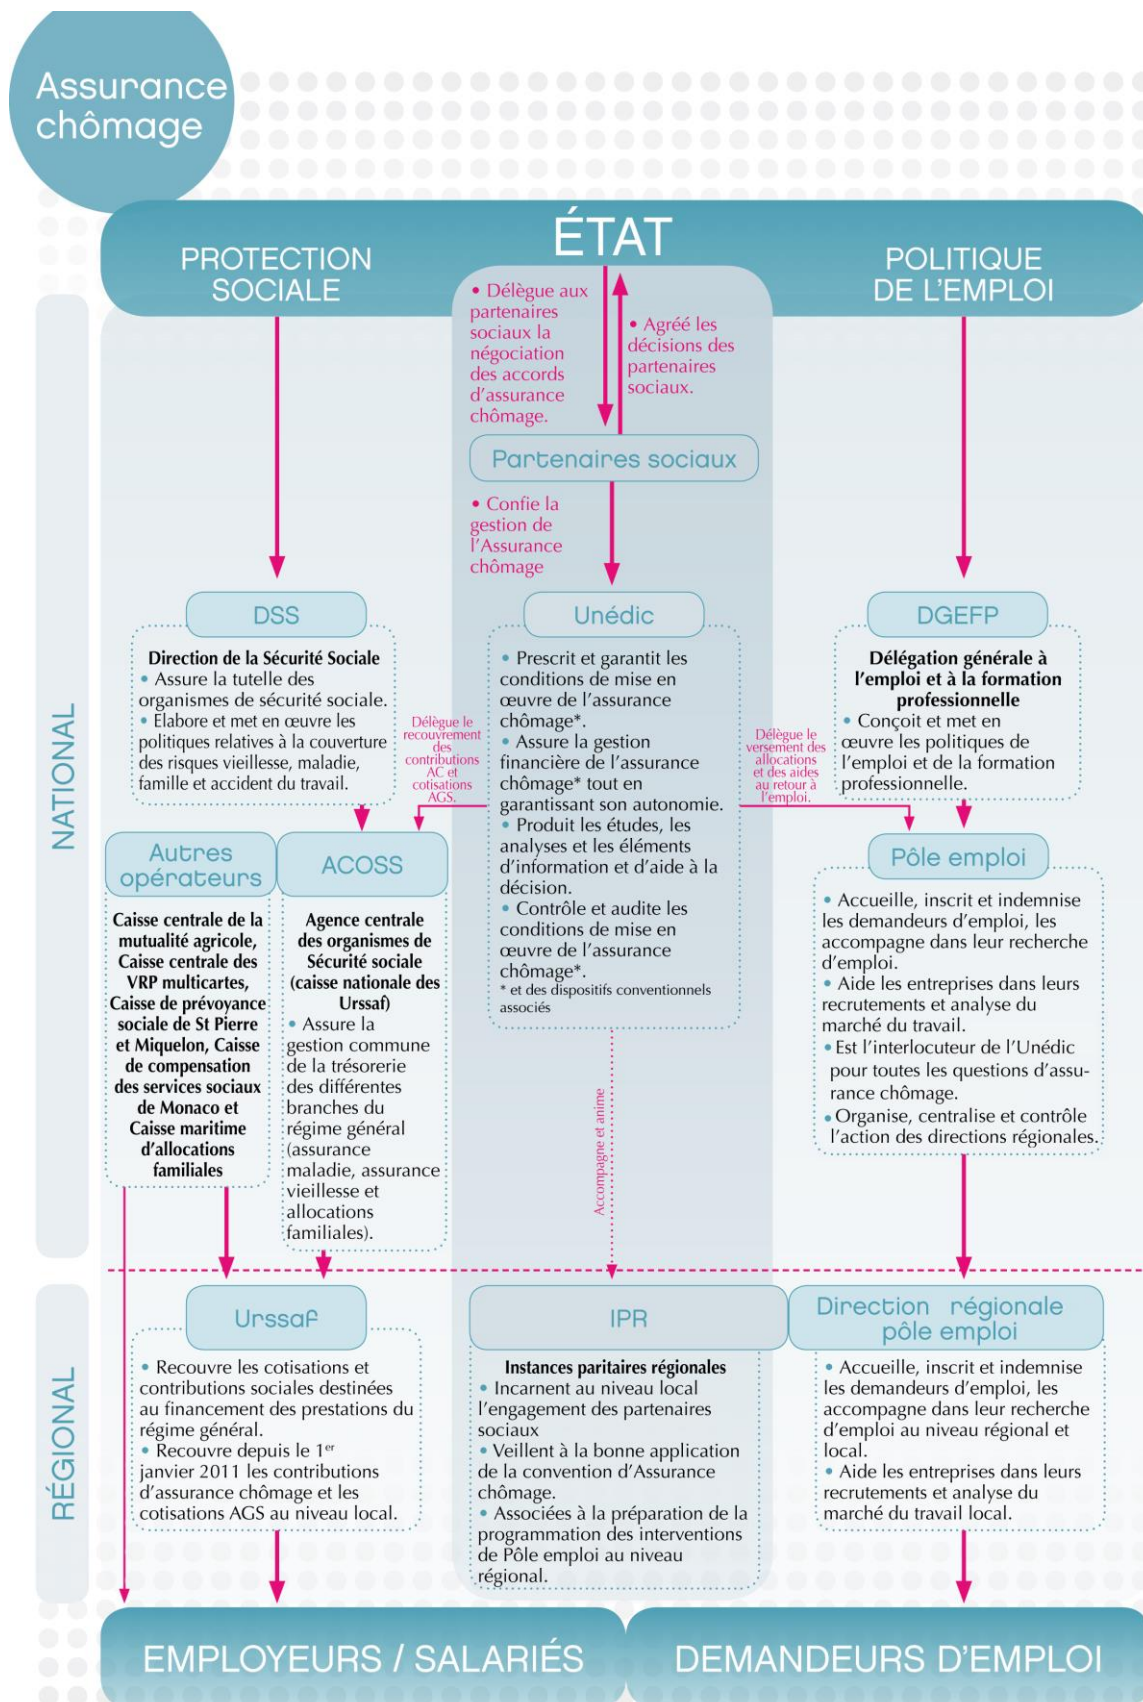 Assurance
chômage
ÉTAT
PROTECTION
SOCIALE
POLITIQUE
DE L'EMPLOI
NATIONAL
• Délègue aux
partenaires
sociaux la
négociation
des accords
d'assurance
chômage.
• Agréé les
décisions des
partenaires
sociaux.
Partenaires sociaux
• Confie la
gestion de
l'Assurance
chômage
DSS
Direction de la Sécurité Sociale
• Assure la tutelle des
organismes de sécurité sociale.
• Elabore et met en œuvre les
politiques relatives à la couverture
des risques vieillesse, maladie,
famille et accident du travail.
Délègue le
recouvrement
des
contributions
AC et
cotisations
AGS.
Unédic
• Prescrit et garantit les
conditions de mise en
œuvre de l'assurance
chômage*.
• Assure la gestion
financière de l'assurance
chômage* tout en
garantissant son autonomie.
• Produit les études, les
analyses et les éléments
d'information et d'aide à la
décision.
• Contrôle et audite les
conditions de mise en
œuvre de l'assurance
chômage*.
* et des dispositifs conventionnels
associés
Délègue le
versement des
allocations
et des aides
au retour à
l'emploi.
DGEFP
Délégation générale à
l'emploi et à la formation
professionnelle
• Conçoit et met en
œuvre les politiques de
l'emploi et de la formation
professionnelle.
Autres
opérateurs
Caisse centrale de la
mutualité agricole,
Caisse centrale des
VRP multicartes,
Caisse de prévoyance
sociale de St Pierre
et Miquelon, Caisse
de compensation
des services sociaux
de Monaco et
Caisse maritime
d'allocations
familiales
ACOSS
Agence centrale
des organismes de
Sécurité sociale
(caisse nationale des
Urssaf)
• Assure la
gestion commune
de la trésorerie
des différentes
branches du
régime général
(assurance
maladie, assurance
vieillesse et
allocations
familiales).
Pôle emploi
• Accueille, inscrit et indemnise
les demandeurs d'emploi, les
accompagne dans leur recherche
d'emploi.
• Aide les entreprises dans leurs
recrutements et analyse du
marché du travail.
• Est l'interlocuteur de l'Unédic
pour toutes les questions d'assu-
rance chômage.
• Organise, centralise et contrôle
l'action des directions régionales.
Accompagne et anime
RÉGIONAL
Urssaf
• Recouvre les cotisations et
contributions sociales destinées
au financement des prestations du
régime général.
• Recouvre depuis le 1er
janvier 2011 les contributions
d'assurance chômage et les
cotisations AGS au niveau local.
IPR
Instances paritaires régionales
• Incarnent au niveau local
l'engagement des partenaires
sociaux
• Veillent à la bonne application
de la convention d'Assurance
chômage.
• Associées à la préparation de la
programmation des interventions
de Pôle emploi au niveau
régional.
Direction régionale
pôle emploi
• Accueille, inscrit et indemnise
les demandeurs d'emploi, les
accompagne dans leur recherche
d'emploi au niveau régional et
local.
• Aide les entreprises dans leurs
recrutements et analyse du
marché du travail local.
EMPLOYEURS / SALARIÉS
DEMANDEURS D'EMPLOI